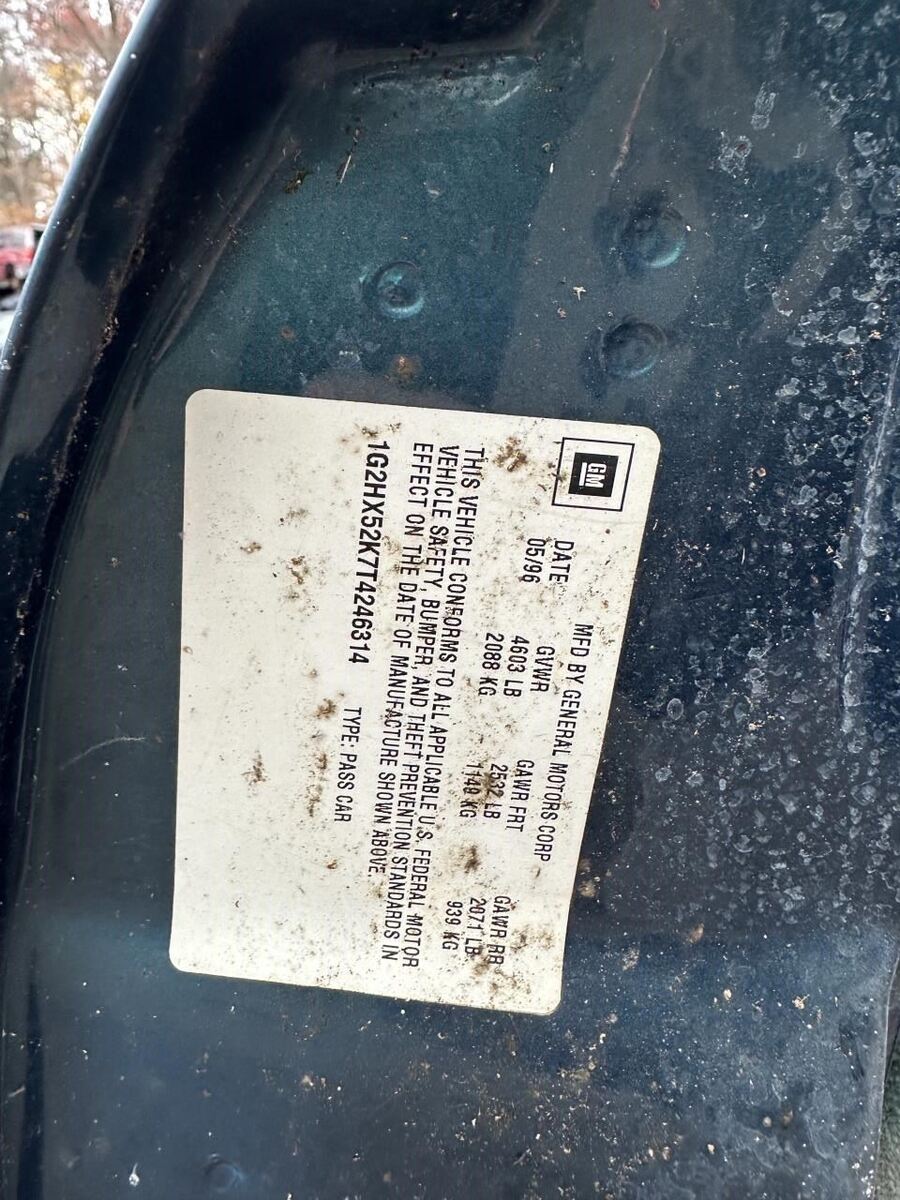 GM
MFD BY GENERAL MOTORS CORP
DATE GVWR GAWR FRT GAWR RR
05/96 4603 LB 2532 LB 2071 LB
2088 KG 1149 KG 939 KG
THIS VEHICLE CONFORMS TO ALL APPLICABLE U.S. FEDERAL MOTOR
VEHICLE SAFETY, BUMPER, AND THEFT PREVENTION STANDARDS IN
EFFECT ON THE DATE OF MANUFACTURE SHOWN ABOVE.
1G2HX52K7T4246314 TYPE: PASS CAR